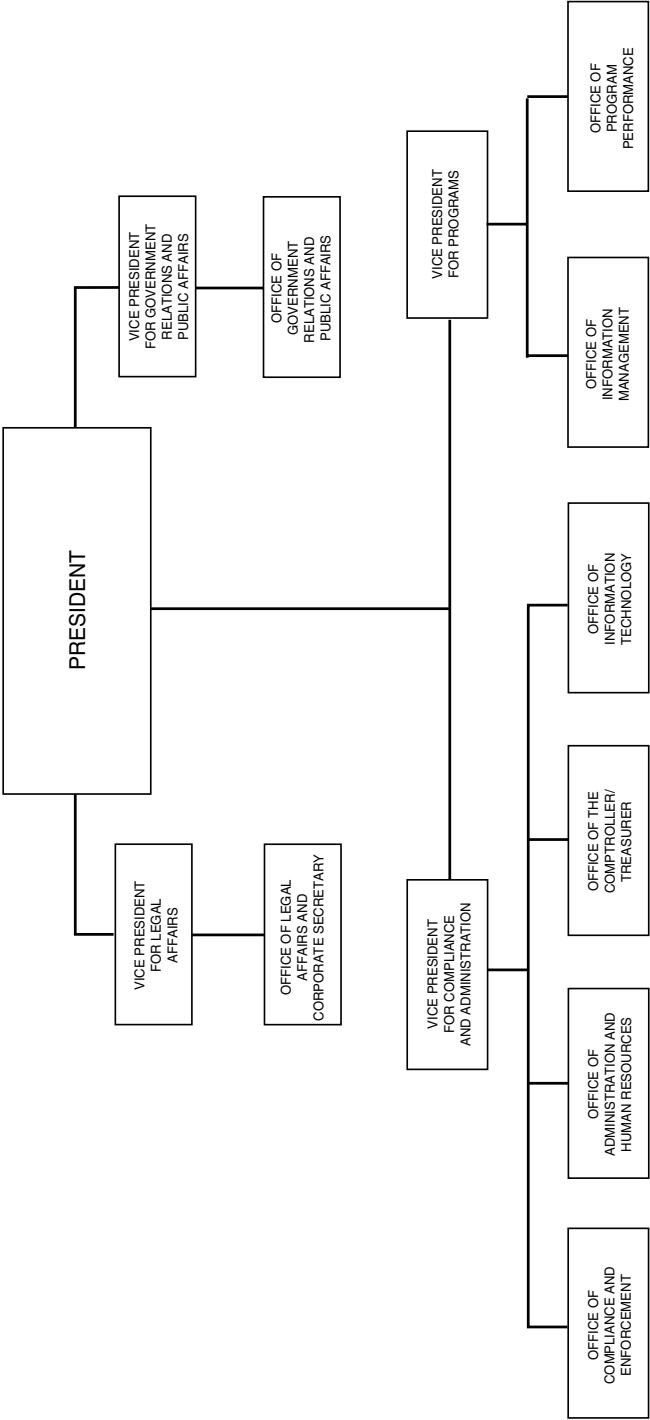 PRESIDENT
VICE PRESIDENT
FOR LEGAL
AFFAIRS
VICE PRESIDENT
FOR GOVERNMENT
RELATIONS AND
PUBLIC AFFAIRS
OFFICE OF LEGAL
AFFAIRS AND
CORPORATE SECRETARY
OFFICE OF
GOVERNMENT
RELATIONS AND
PUBLIC AFFAIRS
VICE PRESIDENT
FOR COMPLIANCE
AND ADMINISTRATION
VICE PRESIDENT
FOR PROGRAMS
OFFICE OF
COMPLIANCE AND
ENFORCEMENT
OFFICE OF
ADMINISTRATION AND
HUMAN RESOURCES
OFFICE OF THE
COMPTROLLER/
TREASURER
OFFICE OF
INFORMATION
TECHNOLOGY
OFFICE OF
INFORMATION
MANAGEMENT
OFFICE OF
PROGRAM
PERFORMANCE